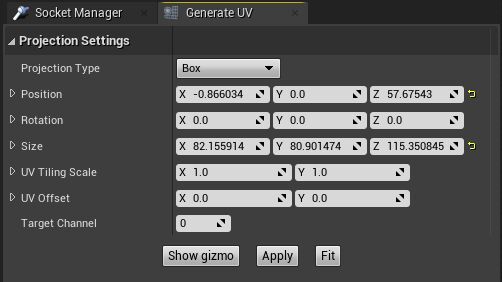 Socket Manager Generate UV
Projection Settings
Projection Type Box
Position X -0.866034 Y 0.0 Z 57.67543
Rotation X 0.0 Y 0.0 Z 0.0
Size X 82.155914 Y 80.901474 Z 115.350845
UV Tiling Scale X 1.0 Y 1.0
UV Offset X 0.0 Y 0.0
Target Channel 0
Show gizmo Apply Fit